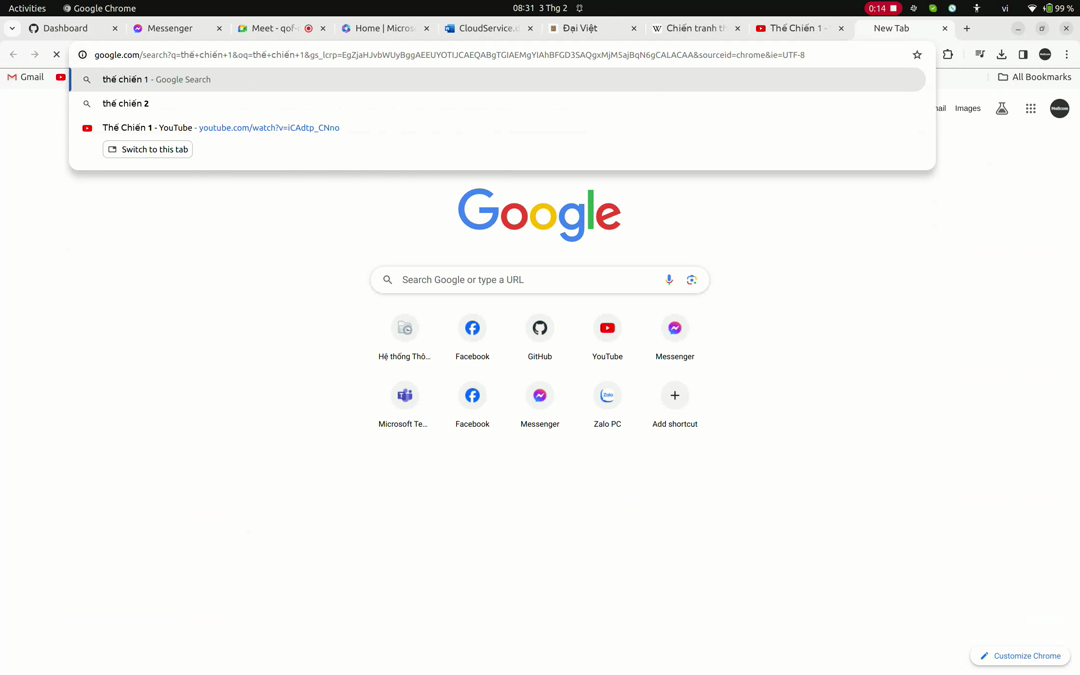 Activities Google Chrome 08:31 3 Thg 2 0:14 vi 99 %
Dashboard Messenger Meet - qof Home | Micros CloudService.c Đại Việt Chiến tranh th Thế Chiến 1 - New Tab
google.com/search?q=thế+chiến+1&oq=thế+chiến+1&gs_lcrp=EgZjaHJvbWUyBggAEEUYOTIJCAEQABgTGIAEMgYIAhBFGD3SAQgxMjM5ajBqN6gCALACAA&sourceid=chrome&ie=UTF-8
Gmail All Bookmarks
thế chiến 1 - Google Search
thế chiến 2
Thế Chiến 1 - YouTube - youtube.com/watch?v=iCAdtp_CNno
Switch to this tab
ail Images
Google
Search Google or type a URL
Hệ thống Thô... Facebook GitHub YouTube Messenger
Microsoft Te... Facebook Messenger Zalo PC Add shortcut
Customize Chrome